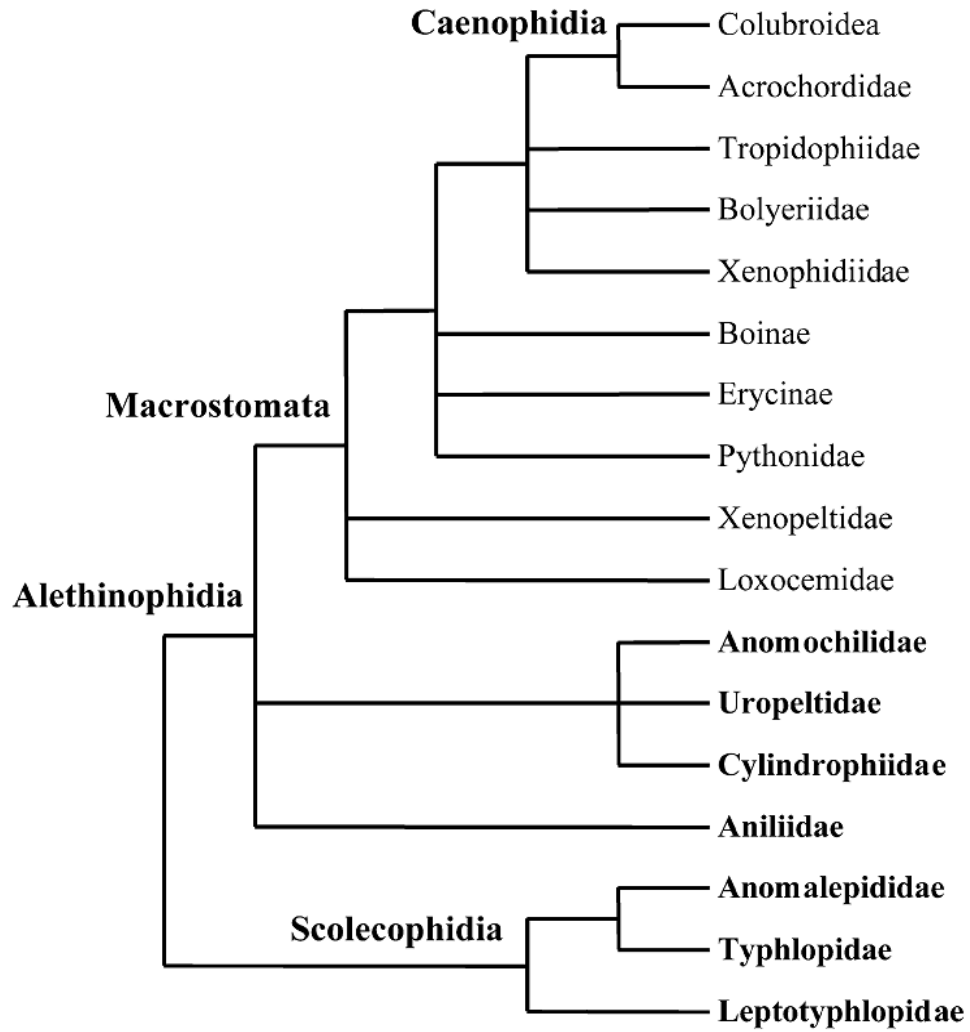 Caenophidia
Colubroidea
Acrochordidae
Tropidophiidae
Bolyeriidae
Xenophidiidae
Boinae
Erycinae
Macrostomata
Pythonidae
Xenopeltidae
Loxocemidae
Alethinophidia
Anomochilidae
Uropeltidae
Cylindrophiidae
Aniliidae
Anomalepididae
Scolecophidia
Typhlopidae
Leptotyphlopidae